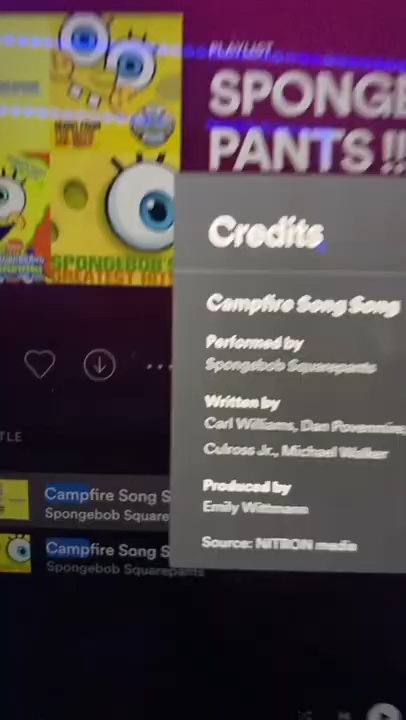 PLAYLIST
SPONGE
PANTS !!
SPONGEBOB'S
GREATEST HITS
Credits
Campfire Song Song
Performed by
Spongebob Squarepants
Written by
Carl Williams, Dan Povenmire,
Culross Jr., Michael Walker
Produced by
Emily Wittmann
Source: NITRON media
TLE
Campfire Song S
Spongebob Square
Campfire Song S
Spongebob Squarepants